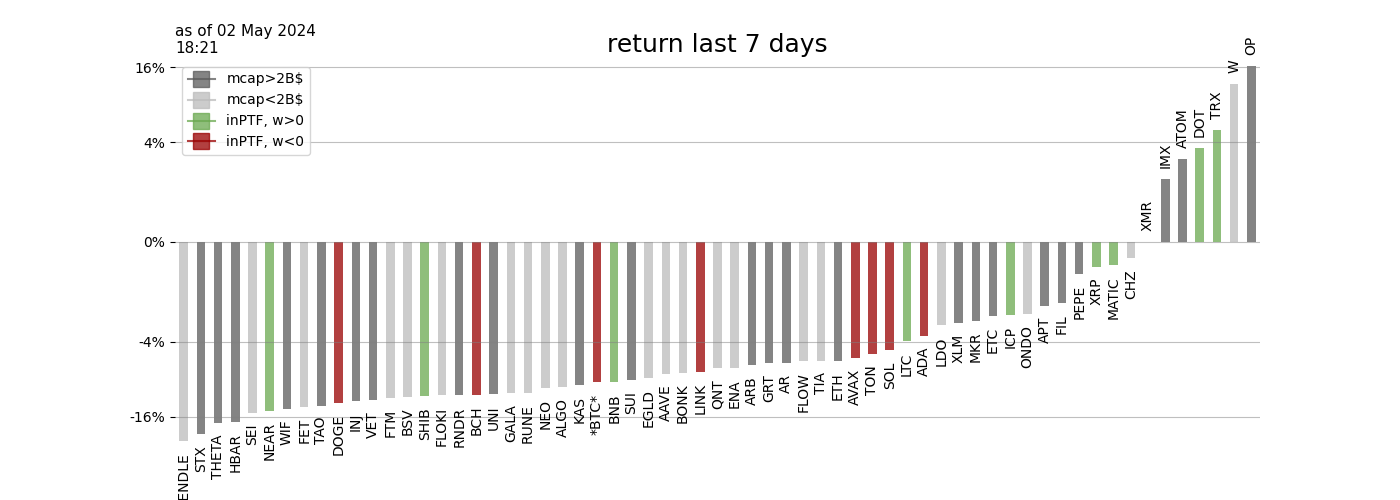 as of 02 May 2024
18:21
return last 7 days
mcap>2B$
mcap<2B$
inPTF, w>0
inPTF, w<0
16%
4%
0%
-4%
-16%
ENDLE
STX
THETA
HBAR
SEI
NEAR
WIF
FET
TAO
DOGE
INJ
VET
FTM
BSV
SHIB
FLOKI
RNDR
BCH
UNI
GALA
RUNE
NEO
ALGO
KAS
*BTC*
BNB
SUI
EGLD
AAVE
BONK
LINK
QNT
ENA
ARB
GRT
AR
FLOW
TIA
ETH
AVAX
TON
SOL
LTC
ADA
LDO
XLM
MKR
ETC
ICP
ONDO
APT
FIL
PEPE
XRP
MATIC
CHZ
XMR
IMX
ATOM
DOT
TRX
W
OP